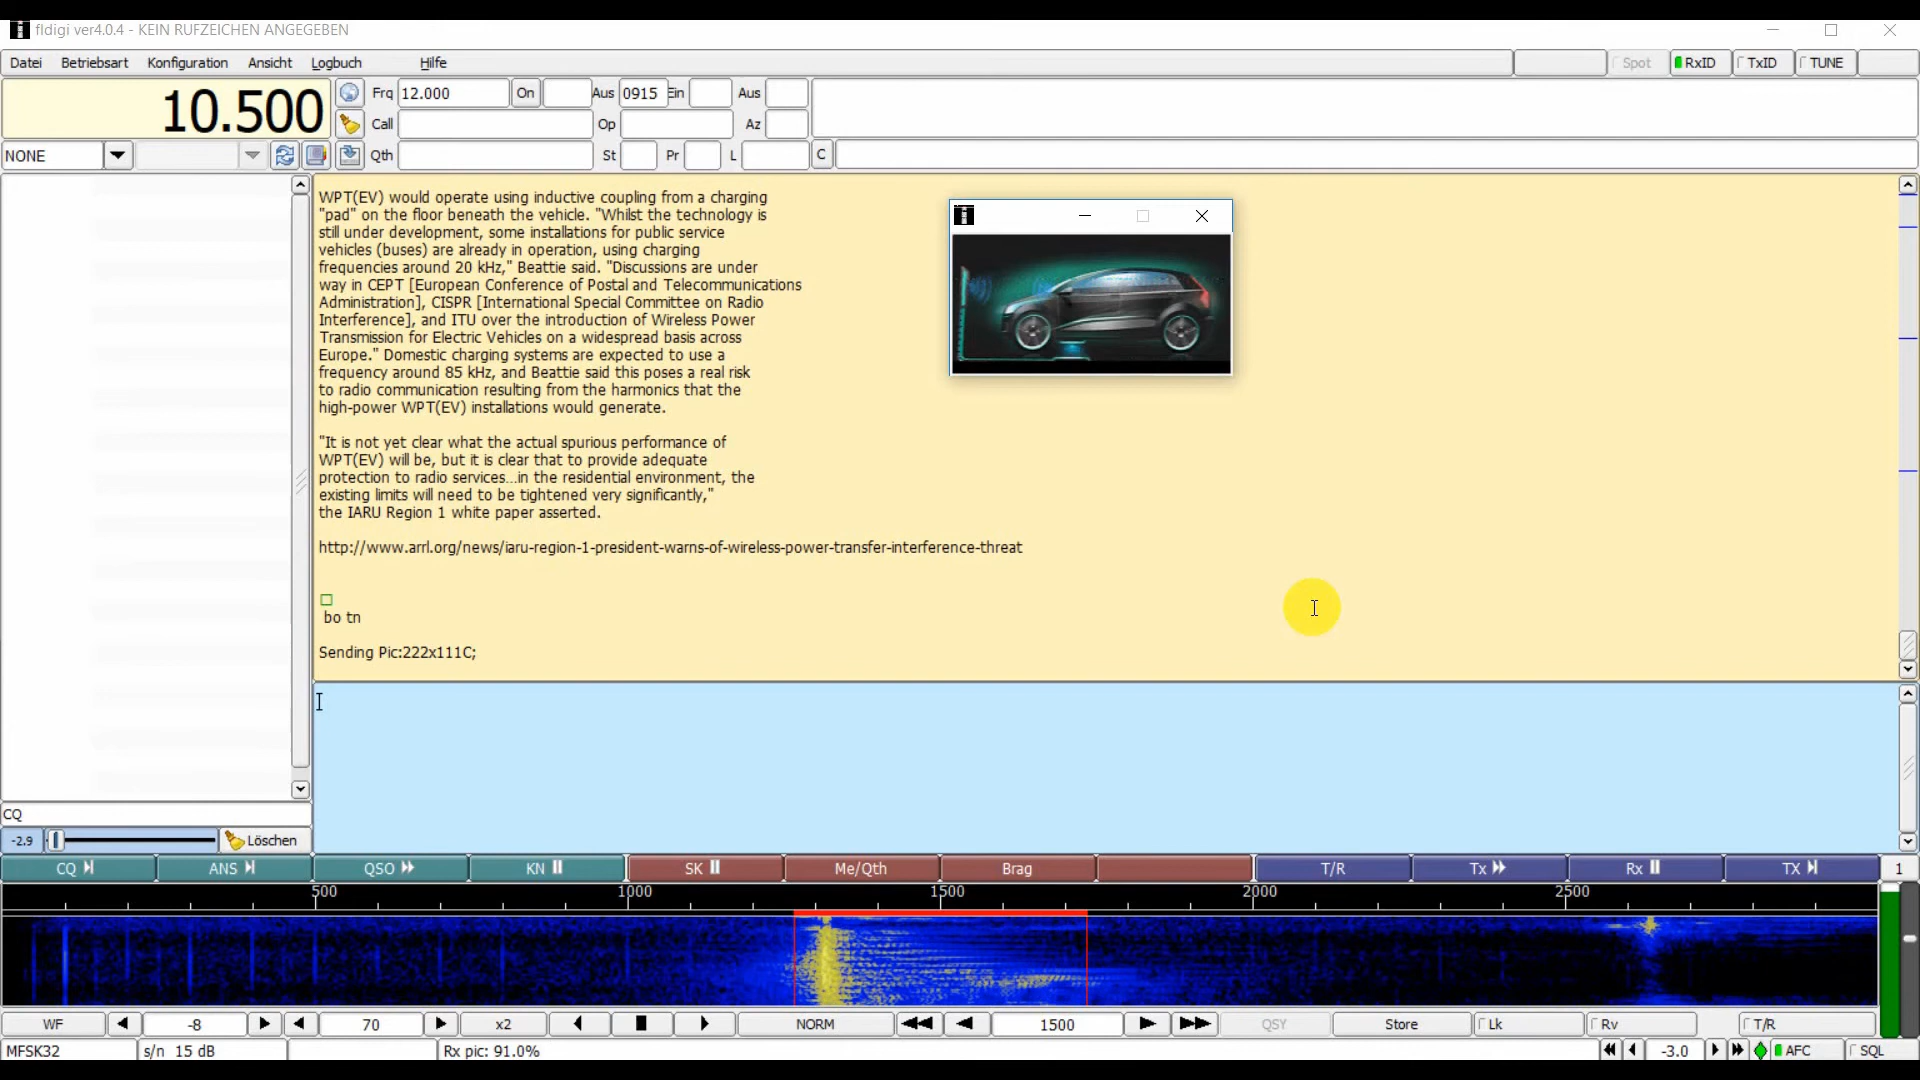 fldigi ver4.0.4 - KEIN RUFZEICHEN ANGEGEBEN
Datei Betriebsart Konfiguration Ansicht Logbuch Hilfe Spot RxID TxID TUNE
10.500 Frq 12.000 On Aus 0915 Ein Aus
Call Op Az
NONE Qth St Pr L C
WPT(EV) would operate using inductive coupling from a charging
"pad" on the floor beneath the vehicle. "Whilst the technology is
still under development, some installations for public service
vehicles (buses) are already in operation, using charging
frequencies around 20 kHz," Beattie said. "Discussions are under
way in CEPT [European Conference of Postal and Telecommunications
Administration], CISPR [International Special Committee on Radio
Interference], and ITU over the introduction of Wireless Power
Transmission for Electric Vehicles on a widespread basis across
Europe." Domestic charging systems are expected to use a
frequency around 85 kHz, and Beattie said this poses a real risk
to radio communication resulting from the harmonics that the
high-power WPT(EV) installations would generate.
"It is not yet clear what the actual spurious performance of
WPT(EV) will be, but it is clear that to provide adequate
protection to radio services...in the residential environment, the
existing limits will need to be tightened very significantly,"
the IARU Region 1 white paper asserted.
http://www.arrl.org/news/iaru-region-1-president-warns-of-wireless-power-transfer-interference-threat
bo tn
Sending Pic:222x111C;
CQ
-2.9 Löschen
CQ ANS QSO KN SK Me/Qth Brag T/R Tx Rx TX 1
500 1000 1500 2000 2500
WF -8 70 x2 NORM 1500 QSY Store Lk Rv T/R
MFSK32 s/n 15 dB Rx pic: 91.0% -3.0 AFC SQL